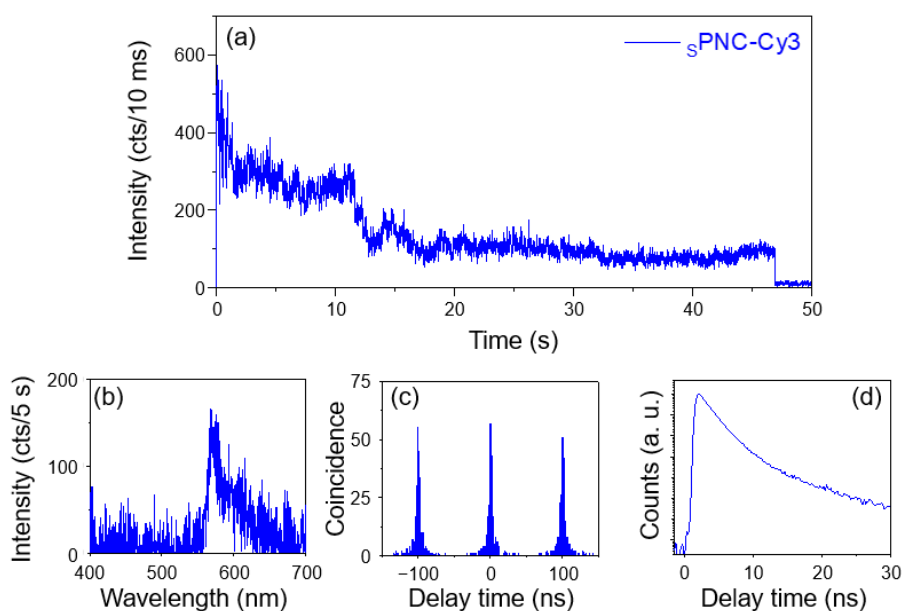 (a)
SPNC-Cy3
600
400
200
0
Intensity (cts/10 ms)
0 10 20 30 40 50
Time (s)
(b)
200
100
0
Intensity (cts/5 s)
400 500 600 700
Wavelength (nm)
(c)
75
50
25
0
Coincidence
−100 0 100
Delay time (ns)
(d)
Counts (a. u.)
0 10 20 30
Delay time (ns)